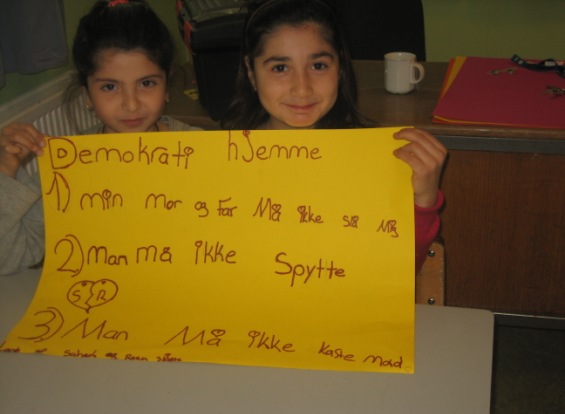 Demokrati hjemme
1) min mor og Far Må ikke slå Mig
2) Man må ikke Spytte
S R
3) Man Må ikke kaste Mad
og